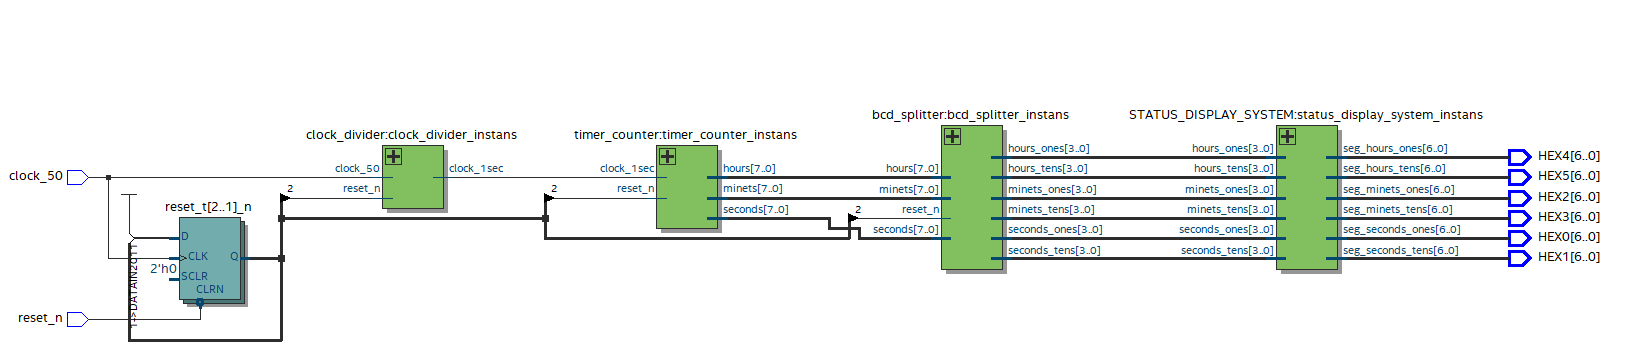 bcd_splitter:bcd_splitter_instans
STATUS_DISPLAY_SYSTEM:status_display_system_instans
clock_divider:clock_divider_instans
timer_counter:timer_counter_instans
hours_ones[3..0]
hours_ones[3..0]
seg_hours_ones[6..0]
HEX4[6..0]
clock_50
clock_50
clock_1sec
clock_1sec
hours[7..0]
hours[7..0]
hours_tens[3..0]
hours_tens[3..0]
seg_hours_tens[6..0]
HEX5[6..0]
2
reset_n
2
reset_n
minets[7..0]
minets[7..0]
minets_ones[3..0]
minets_ones[3..0]
seg_minets_ones[6..0]
HEX2[6..0]
reset_t[2..1]_n
seconds[7..0]
2
reset_n
minets_tens[3..0]
minets_tens[3..0]
seg_minets_tens[6..0]
HEX3[6..0]
D
seconds[7..0]
seconds_ones[3..0]
seconds_ones[3..0]
seg_seconds_ones[6..0]
HEX0[6..0]
CLK
Q
seconds_tens[3..0]
seconds_tens[3..0]
seg_seconds_tens[6..0]
HEX1[6..0]
2'h0
SCLR
CLRN
reset_n